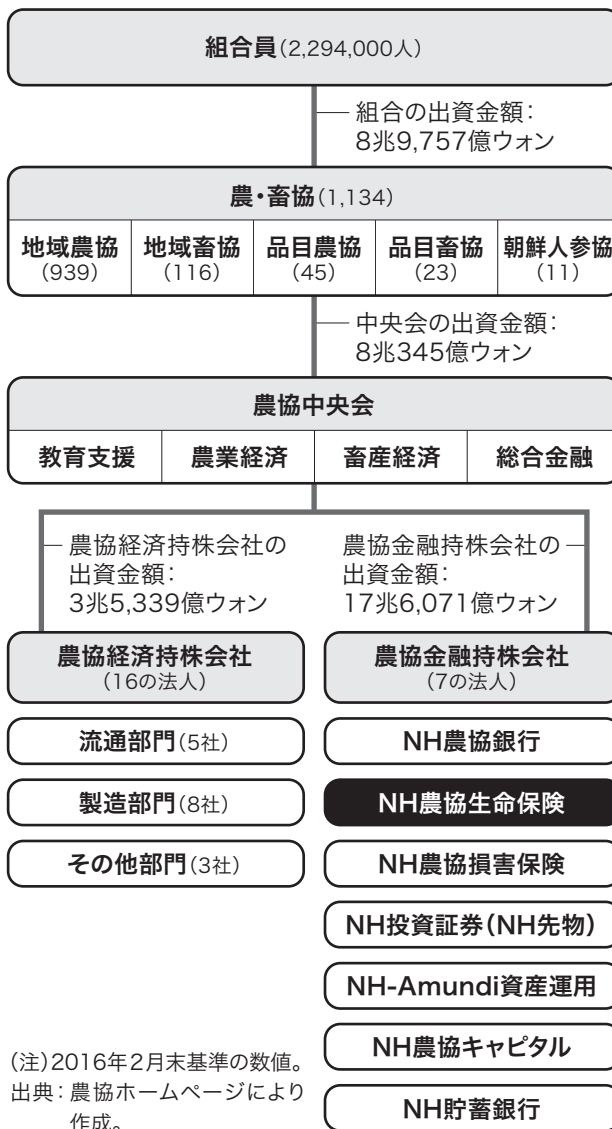 組合員(2,294,000人)
組合の出資金額:
8兆9,757億ウォン
農・畜協(1,134)
地域農協
(939)
地域畜協
(116)
品目農協
(45)
品目畜協
(23)
朝鮮人参協
(11)
中央会の出資金額:
8兆345億ウォン
農協中央会
教育支援
農業経済
畜産経済
総合金融
農協経済持株会社の
出資金額:
3兆5,339億ウォン
農協金融持株会社の
出資金額:
17兆6,071億ウォン
農協経済持株会社
(16の法人)
流通部門(5社)
製造部門(8社)
その他部門(3社)
農協金融持株会社
(7の法人)
NH農協銀行
NH農協生命保険
NH農協損害保険
NH投資証券(NH先物)
NH-Amundi資産運用
NH農協キャピタル
NH貯蓄銀行
(注)2016年2月末基準の数値。
出典:農協ホームページにより
作成。